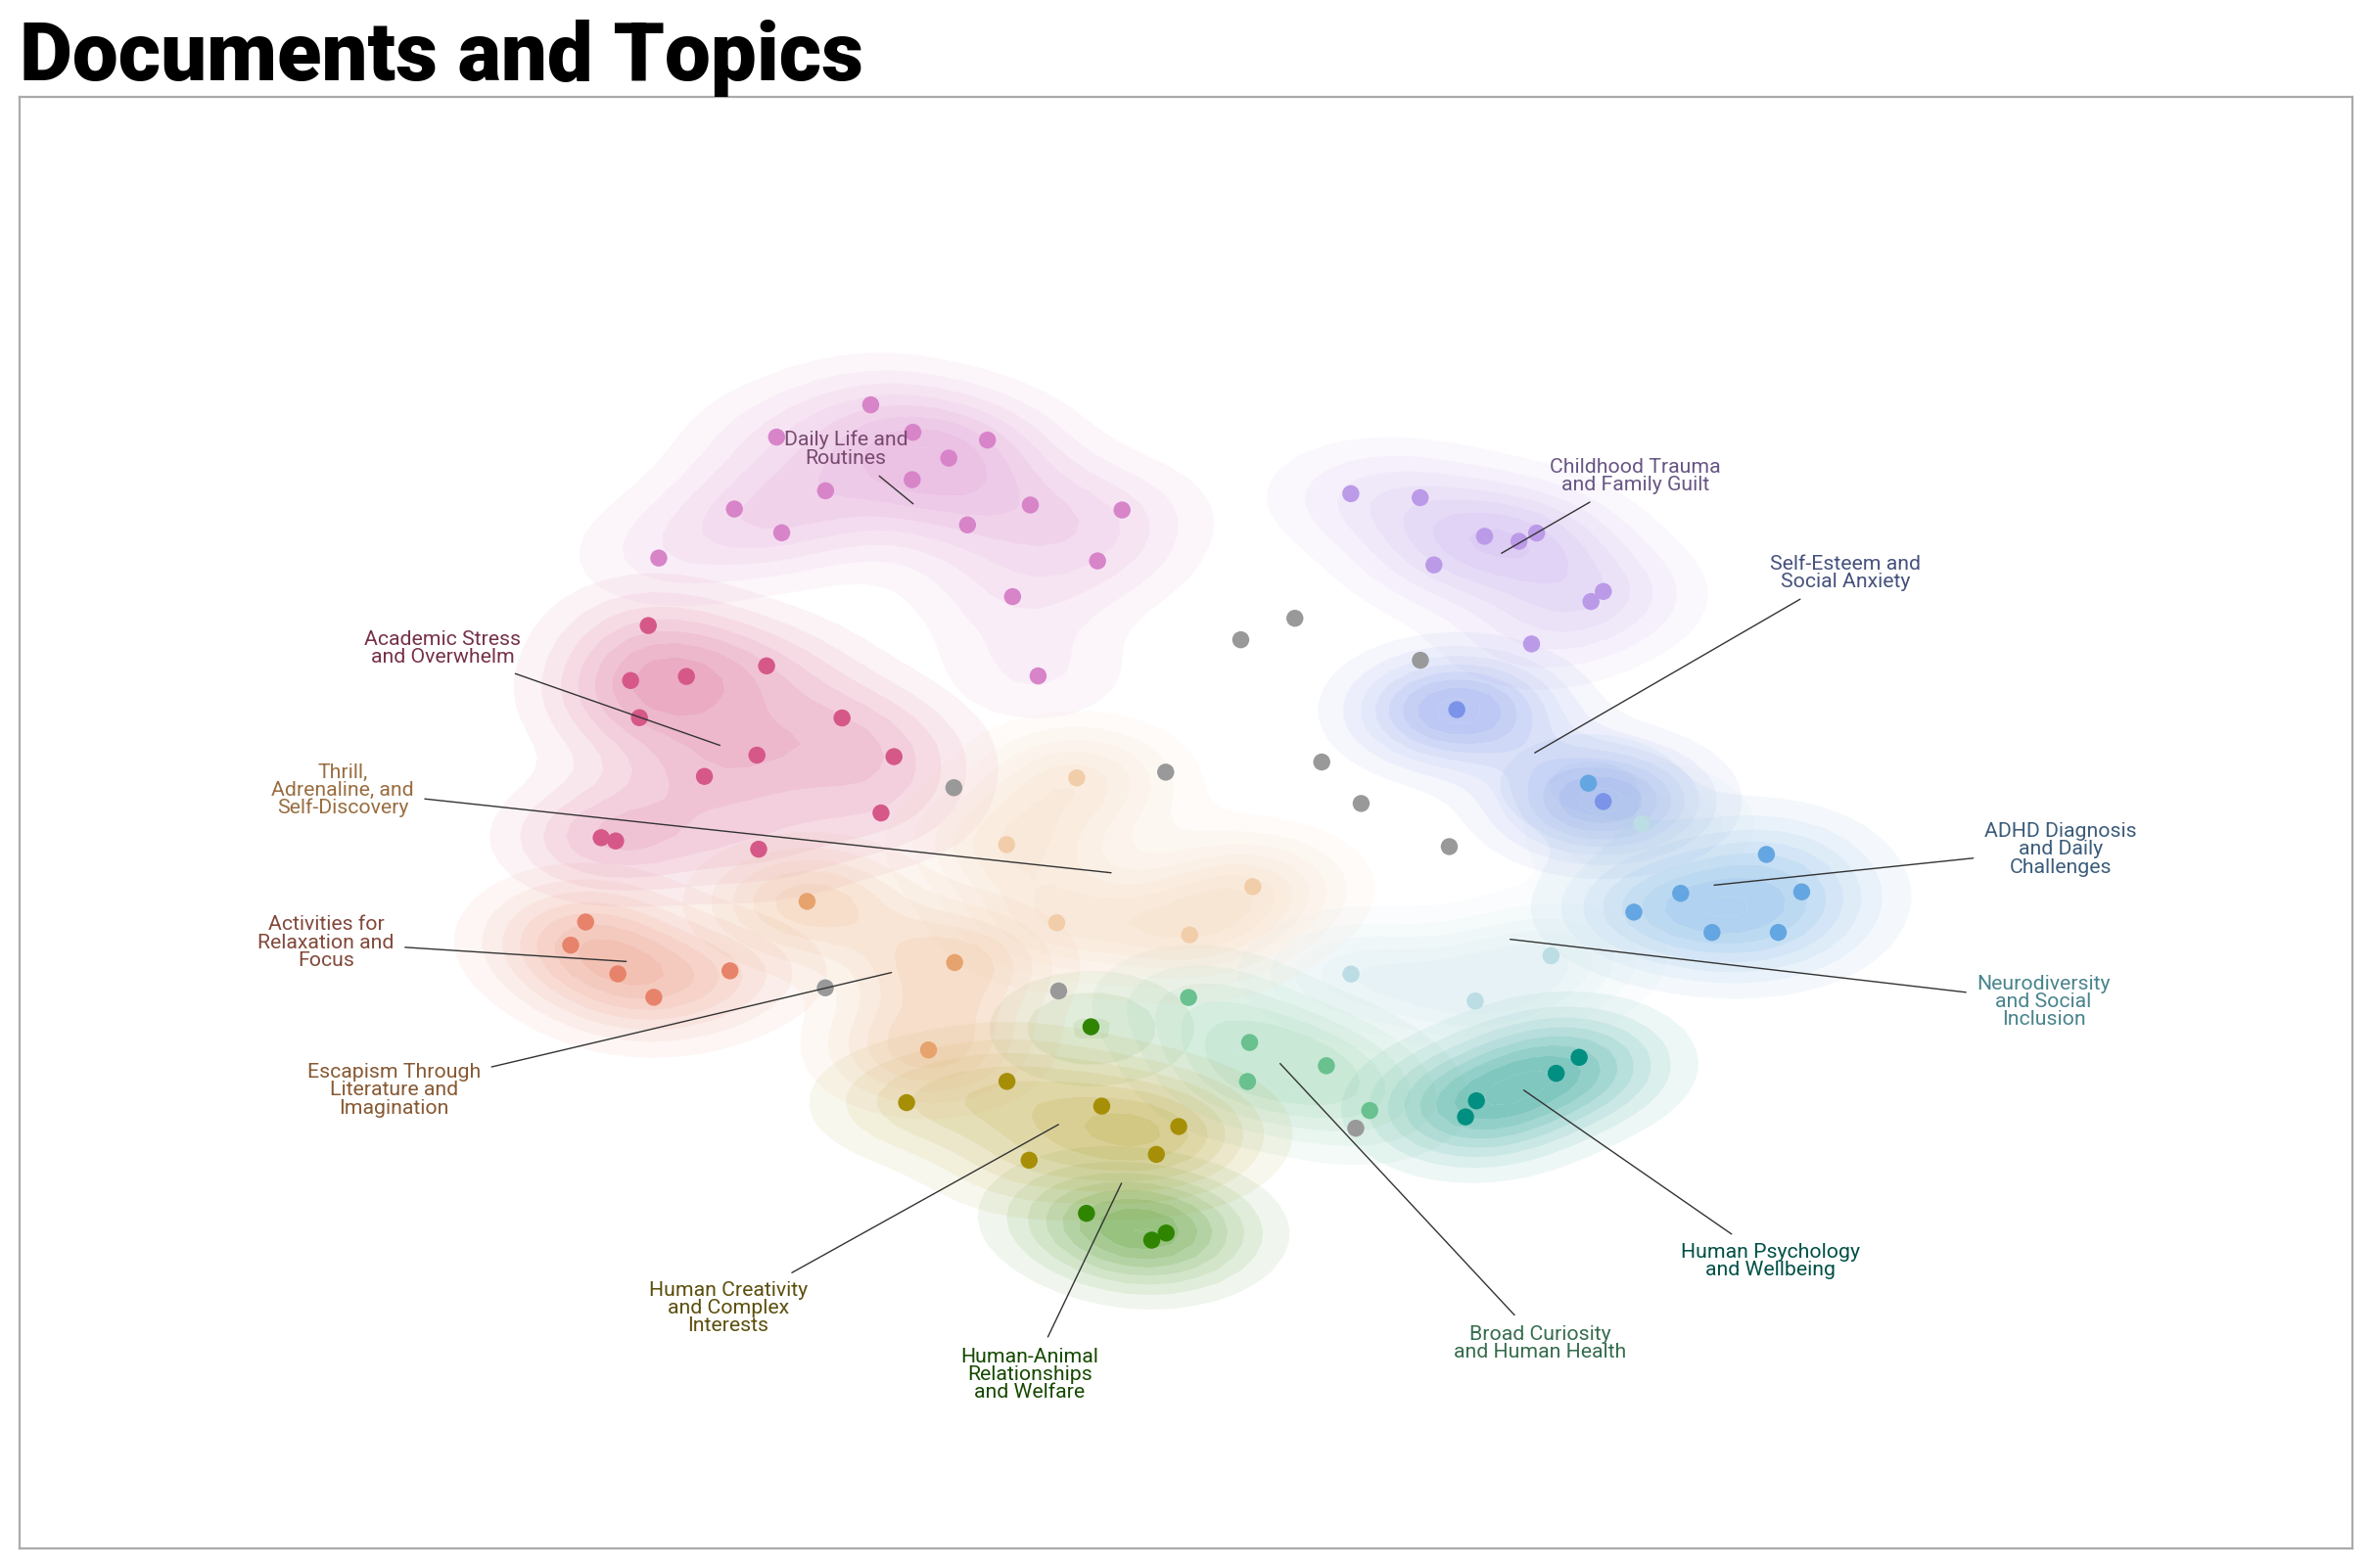 Documents and Topics
Daily Life and
Routines
Childhood Trauma
and Family Guilt
Self-Esteem and
Social Anxiety
Academic Stress
and Overwhelm
Thrill,
Adrenaline, and
Self-Discovery
ADHD Diagnosis
and Daily
Challenges
Activities for
Relaxation and
Focus
Neurodiversity
and Social
Inclusion
Escapism Through
Literature and
Imagination
Human Psychology
and Wellbeing
Human Creativity
and Complex
Interests
Broad Curiosity
and Human Health
Human-Animal
Relationships
and Welfare